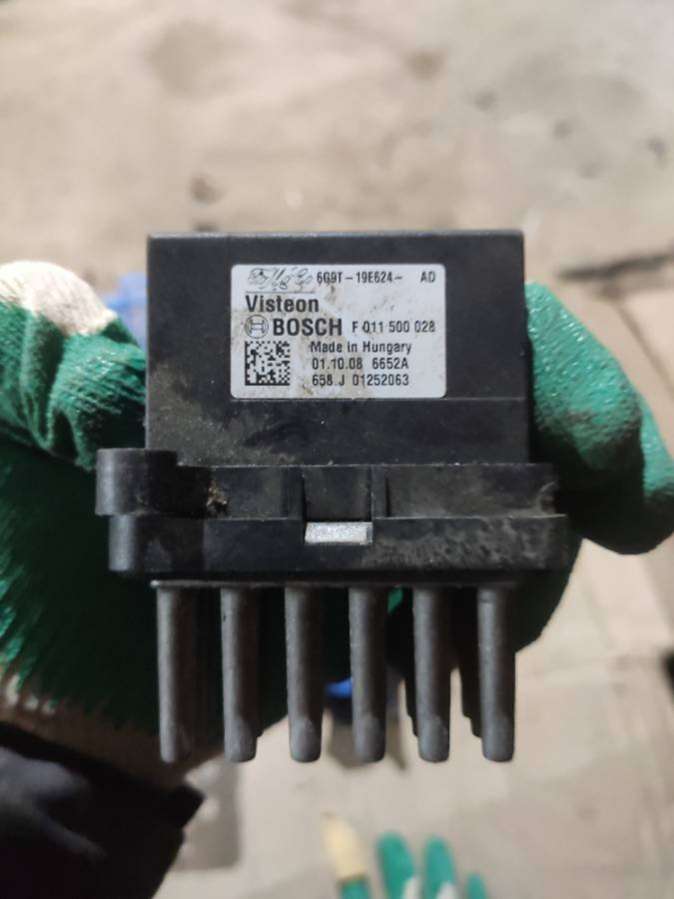 6G9T-19E624- AD
Visteon
BOSCH F 011 500 028
Made in Hungary
01.10.08 6652A
658 J 01252063